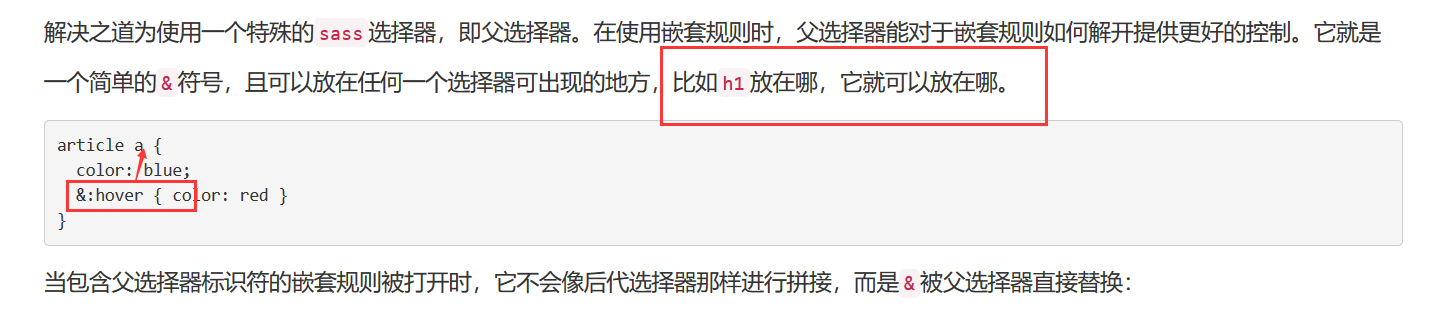 解决之道为使用一个特殊的sass选择器，即父选择器。在使用嵌套规则时，父选择器能对于嵌套规则如何解开提供更好的控制。它就是
一个简单的&符号，且可以放在任何一个选择器可出现的地方，比如h1放在哪，它就可以放在哪。
article a {
  color: blue;
  &:hover { color: red }
}
当包含父选择器标识符的嵌套规则被打开时，它不会像后代选择器那样进行拼接，而是&被父选择器直接替换：